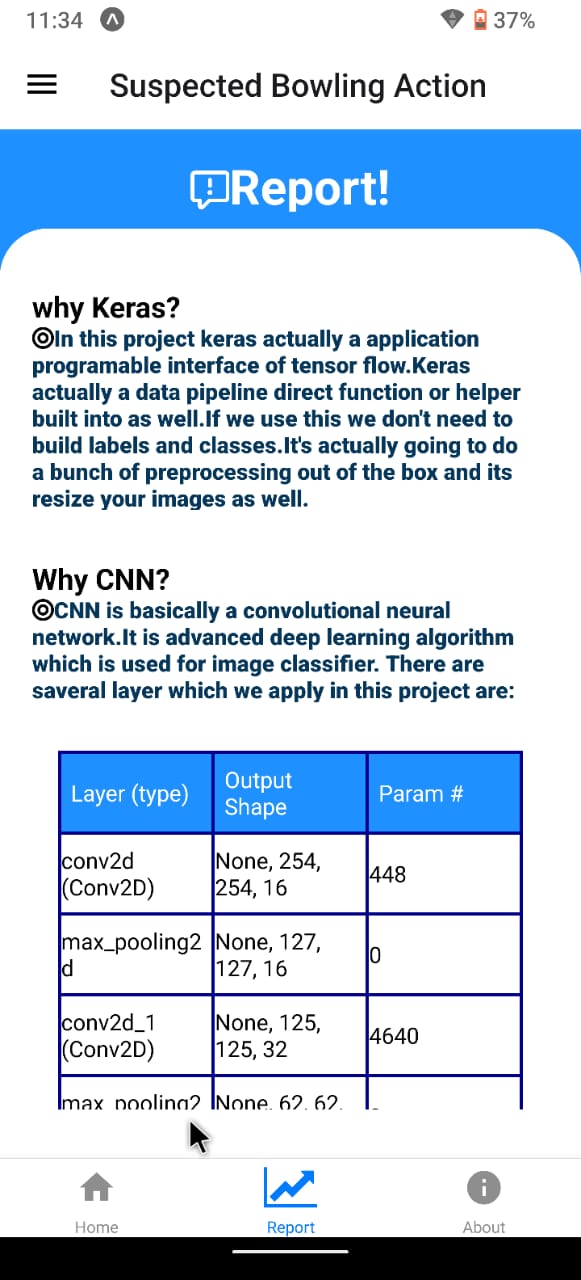 11:34
37%
Suspected Bowling Action
Report!
why Keras?
In this project keras actually a application
programable interface of tensor flow.Keras
actually a data pipeline direct function or helper
built into as well.If we use this we don't need to
build labels and classes.It's actually going to do
a bunch of preprocessing out of the box and its
resize your images as well.
Why CNN?
CNN is basically a convolutional neural
network.It is advanced deep learning algorithm
which is used for image classifier. There are
saveral layer which we apply in this project are:
Layer (type)
Output
Shape
Param #
conv2d
(Conv2D)
None, 254,
254, 16
448
max_pooling2
d
None, 127,
127, 16
0
conv2d_1
(Conv2D)
None, 125,
125, 32
4640
max_pooling2
None, 62, 62,
Home
Report
About